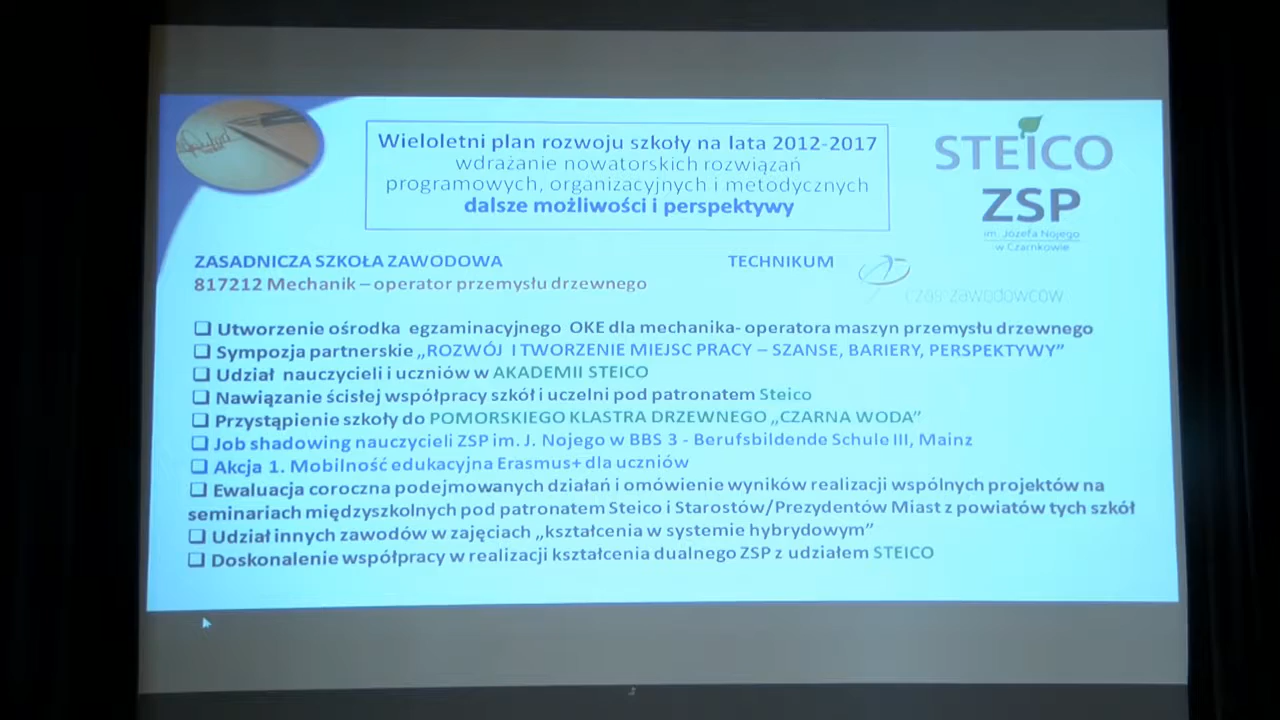 Wieloletni plan rozwoju szkoły na lata 2012-2017
wdrażanie nowatorskich rozwiązań
programowych, organizacyjnych i metodycznych
dalsze możliwości i perspektywy
STEICO
ZSP
im. Józefa Nojego
w Czarnkowie
ZASADNICZA SZKOŁA ZAWODOWA
TECHNIKUM
817212 Mechanik – operator przemysłu drzewnego
czas zawodowców
❑ Utworzenie ośrodka egzaminacyjnego OKE dla mechanika- operatora maszyn przemysłu drzewnego
❑ Sympozja partnerskie „ROZWÓJ I TWORZENIE MIEJSC PRACY – SZANSE, BARIERY, PERSPEKTYWY”
❑ Udział nauczycieli i uczniów w AKADEMII STEICO
❑ Nawiązanie ścisłej współpracy szkół i uczelni pod patronatem Steico
❑ Przystąpienie szkoły do POMORSKIEGO KLASTRA DRZEWNEGO „CZARNA WODA”
❑ Job shadowing nauczycieli ZSP im. J. Nojego w BBS 3 - Berufsbildende Schule III, Mainz
❑ Akcja 1. Mobilność edukacyjna Erasmus+ dla uczniów
❑ Ewaluacja coroczna podejmowanych działań i omówienie wyników realizacji wspólnych projektów na
seminariach międzyszkolnych pod patronatem Steico i Starostów/Prezydentów Miast z powiatów tych szkół
❑ Udział innych zawodów w zajęciach „kształcenia w systemie hybrydowym”
❑ Doskonalenie współpracy w realizacji kształcenia dualnego ZSP z udziałem STEICO